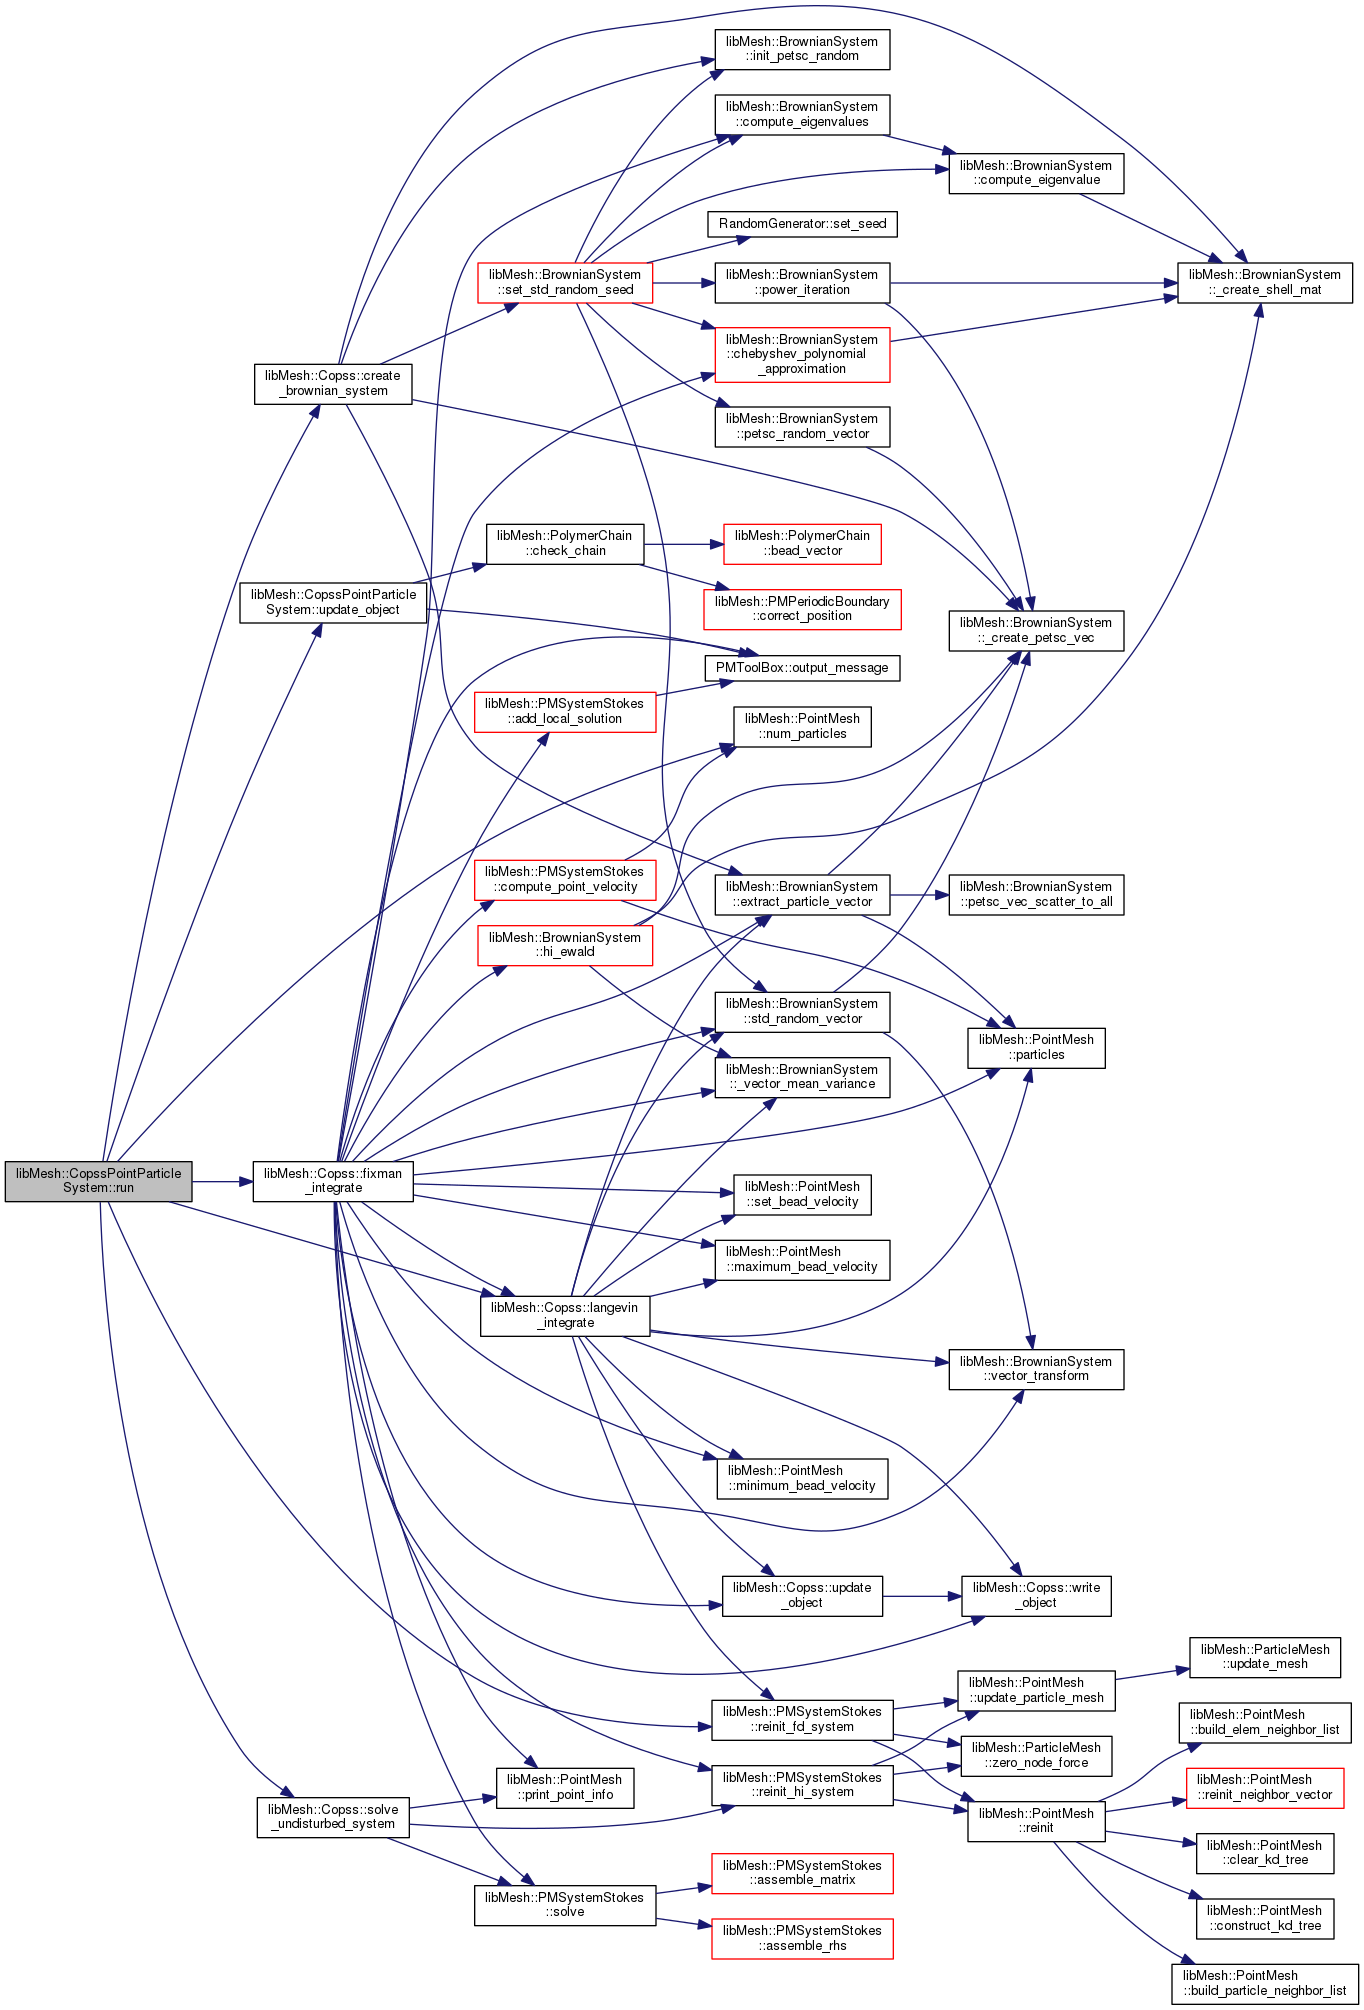 libMesh::BrownianSystem
::init_petsc_random
libMesh::BrownianSystem
::compute_eigenvalues
libMesh::BrownianSystem
::compute_eigenvalue
RandomGenerator::set_seed
libMesh::BrownianSystem
::set_std_random_seed
libMesh::BrownianSystem
::power_iteration
libMesh::BrownianSystem
::_create_shell_mat
libMesh::BrownianSystem
::chebyshev_polynomial
_approximation
libMesh::Copss::create
_brownian_system
libMesh::BrownianSystem
::petsc_random_vector
libMesh::PolymerChain
::check_chain
libMesh::PolymerChain
::bead_vector
libMesh::CopssPointParticle
System::update_object
libMesh::PMPeriodicBoundary
::correct_position
libMesh::BrownianSystem
::_create_petsc_vec
PMToolBox::output_message
libMesh::PMSystemStokes
::add_local_solution
libMesh::PointMesh
::num_particles
libMesh::PMSystemStokes
::compute_point_velocity
libMesh::BrownianSystem
::extract_particle_vector
libMesh::BrownianSystem
::petsc_vec_scatter_to_all
libMesh::BrownianSystem
::hi_ewald
libMesh::BrownianSystem
::std_random_vector
libMesh::PointMesh
::particles
libMesh::BrownianSystem
::_vector_mean_variance
libMesh::CopssPointParticle
System::run
libMesh::Copss::fixman
_integrate
libMesh::PointMesh
::set_bead_velocity
libMesh::PointMesh
::maximum_bead_velocity
libMesh::Copss::langevin
_integrate
libMesh::BrownianSystem
::vector_transform
libMesh::PointMesh
::minimum_bead_velocity
libMesh::Copss::update
_object
libMesh::Copss::write
_object
libMesh::ParticleMesh
::update_mesh
libMesh::PointMesh
::update_particle_mesh
libMesh::PMSystemStokes
::reinit_fd_system
libMesh::PointMesh
::build_elem_neighbor_list
libMesh::ParticleMesh
::zero_node_force
libMesh::PointMesh
::print_point_info
libMesh::PMSystemStokes
::reinit_hi_system
libMesh::PointMesh
::reinit_neighbor_vector
libMesh::Copss::solve
_undisturbed_system
libMesh::PointMesh
::reinit
libMesh::PointMesh
::clear_kd_tree
libMesh::PMSystemStokes
::assemble_matrix
libMesh::PMSystemStokes
::solve
libMesh::PointMesh
::construct_kd_tree
libMesh::PMSystemStokes
::assemble_rhs
libMesh::PointMesh
::build_particle_neighbor_list